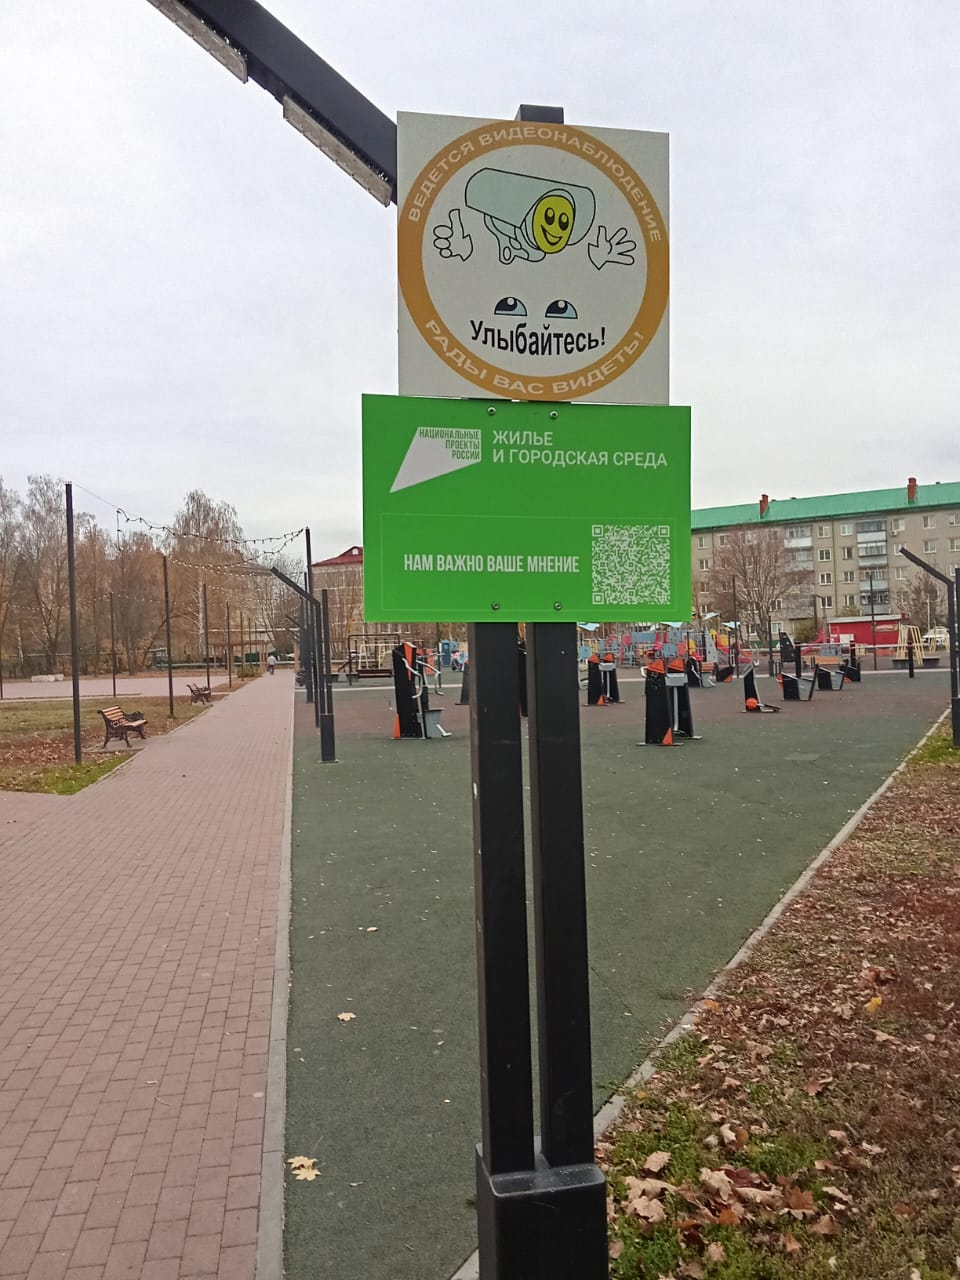 ВЕДЕТСЯ ВИДЕОНАБЛЮДЕНИЕ
Улыбайтесь!
РАДЫ ВАС ВИДЕТЬ!
НАЦИОНАЛЬНЫЕ
ПРОЕКТЫ
РОССИИ
ЖИЛЬЕ
И ГОРОДСКАЯ СРЕДА
НАМ ВАЖНО ВАШЕ МНЕНИЕ